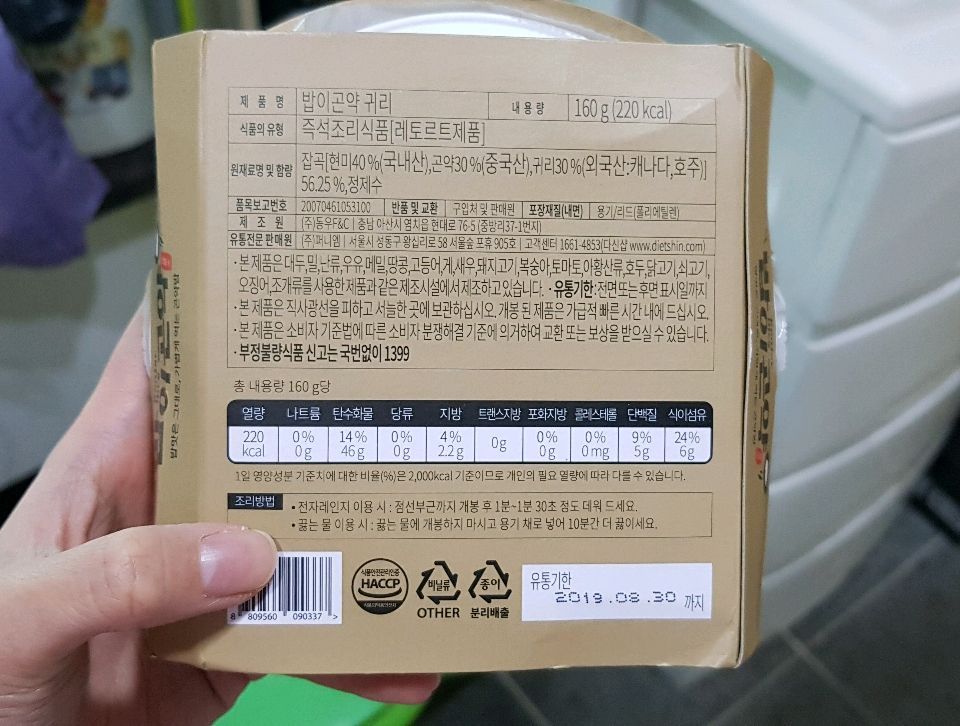 제 품 명 밥이곤약 귀리 내 용 량 160 g (220 kcal)
식품의 유형 즉석조리식품[레토르트제품]
원재료명 및 함량 잡곡[현미40 %(국내산),곤약30 %(중국산),귀리30 %(외국산:캐나다,호주)]
56.25 %,정제수
품목보고번호 20070461053100 반품 및 교환 구입처 및 판매원 포장재질(내면) 용기/리드(폴리에틸렌)
제 조 원 (주)동우F&C | 충남 아산시 염치읍 현대로 76-5 (중방리37-1번지)
유통전문 판매원 (주)퍼니엠 | 서울시 성동구 왕십리로 58 서울숲 포휴 905호 | 고객센터 1661-4853(다신샵 www.dietshin.com)
·본 제품은 대두,밀,난류,우유,메밀,땅콩,고등어,게,새우,돼지고기,복숭아,토마토,아황산류,호두,닭고기,쇠고기,
오징어,조개류를 사용한 제품과 같은 제조시설에서 제조하고 있습니다. ·유통기한:전면 또는 후면 표시일까지
·본 제품은 직사광선을 피하고 서늘한 곳에 보관하십시오. 개봉 된 제품은 가급적 빠른 시간 내에 드십시오.
·본 제품은 소비자 기준법에 따른 소비자 분쟁해결 기준에 의거하여 교환 또는 보상을 받으실 수 있습니다.
·부정불량식품 신고는 국번없이 1399
총 내용량 160 g당
열량 나트륨 탄수화물 당류 지방 트랜스지방 포화지방 콜레스테롤 단백질 식이섬유
220 0 % 14 % 0 % 4 % 0g 0 % 0 % 9 % 24 %
kcal 0 g 46 g 0 g 2.2 g 0 g 0 mg 5 g 6g
1일 영양성분 기준치에 대한 비율(%)은 2,000kcal 기준이므로 개인의 필요 열량에 따라 다를 수 있습니다.
조리방법
• 전자레인지 이용 시 : 점선부근까지 개봉 후 1분~1분 30초 정도 데워 드세요.
• 끓는 물 이용 시 : 끓는 물에 개봉하지 마시고 용기 채로 넣어 10분간 더 끓이세요.
식품안전관리인증
HACCP
비닐류
OTHER
종이
분리배출
유통기한
2019.08.30 까지
8 809560 090337 >